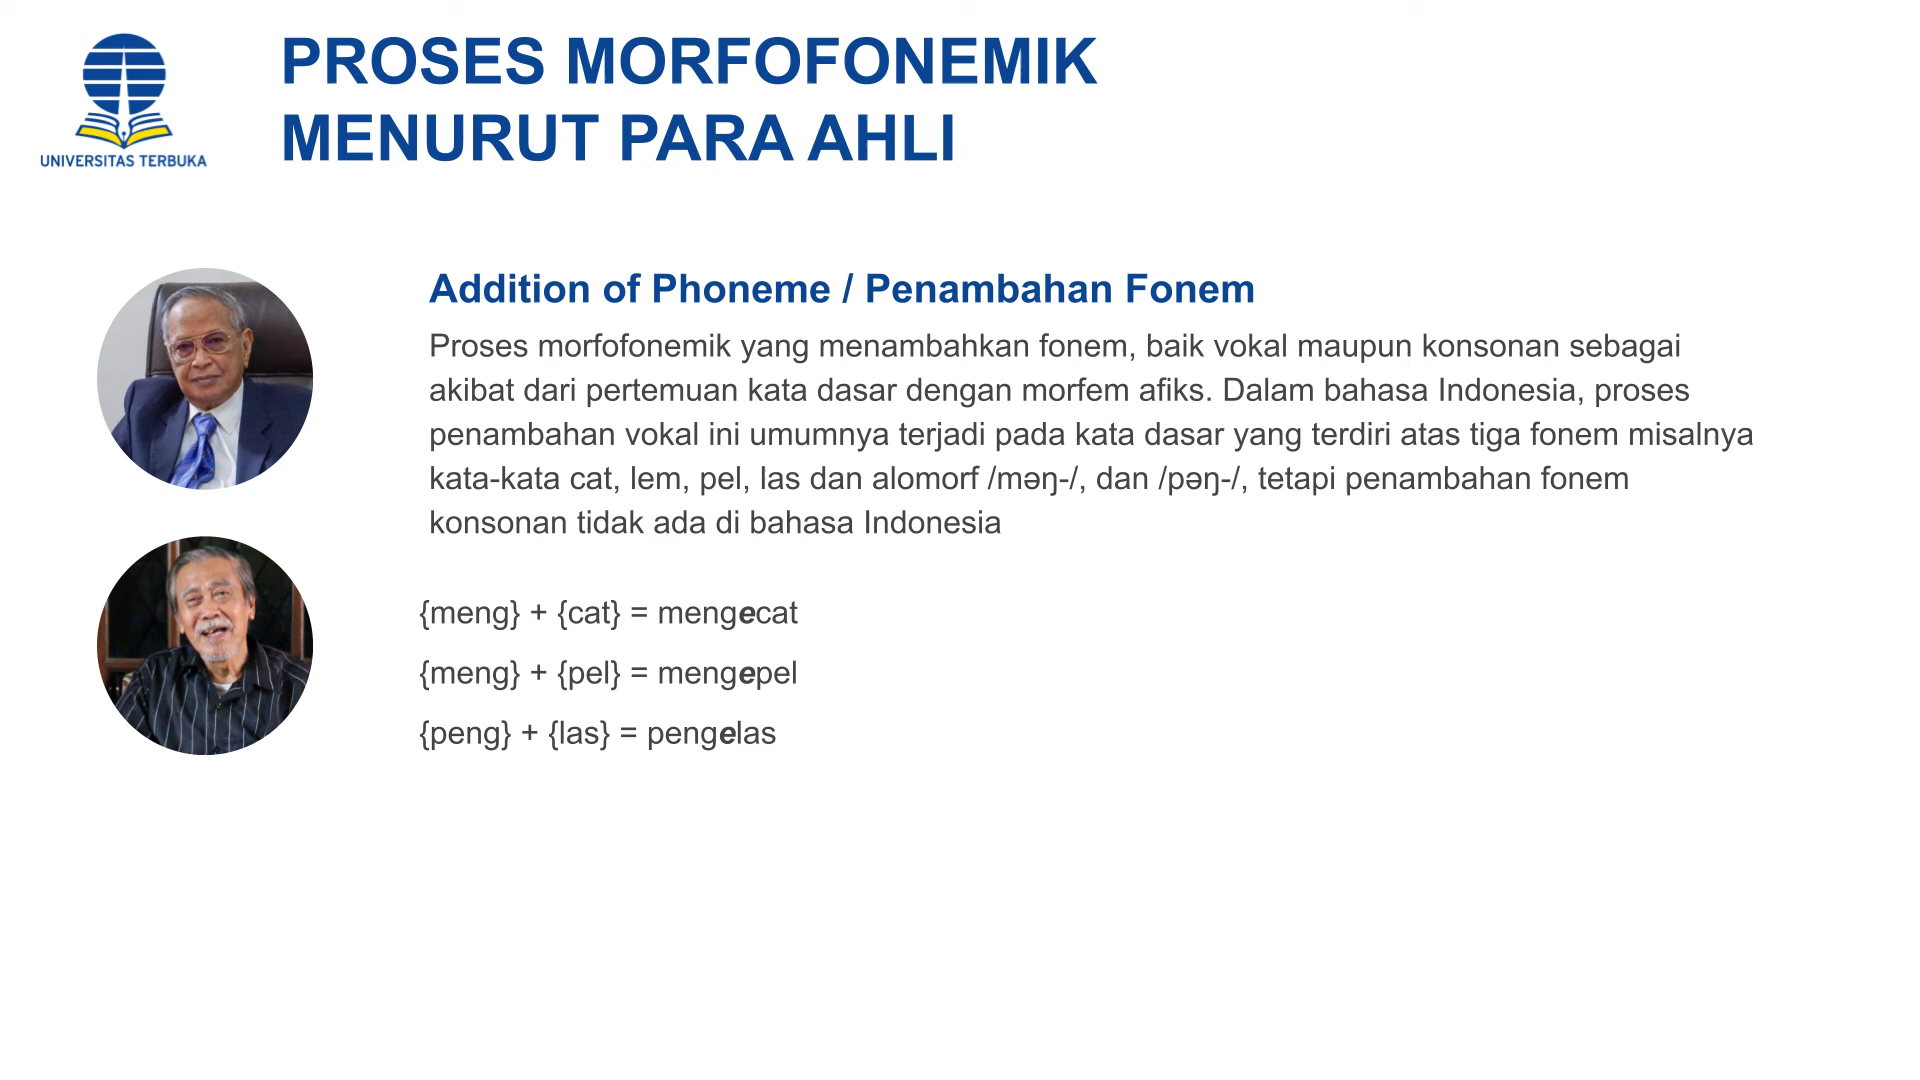 PROSES MORFOFONEMIK
MENURUT PARA AHLI
UNIVERSITAS TERBUKA
Addition of Phoneme / Penambahan Fonem
Proses morfofonemik yang menambahkan fonem, baik vokal maupun konsonan sebagai
akibat dari pertemuan kata dasar dengan morfem afiks. Dalam bahasa Indonesia, proses
penambahan vokal ini umumnya terjadi pada kata dasar yang terdiri atas tiga fonem misalnya
kata-kata cat, lem, pel, las dan alomorf /məŋ-/, dan /pəŋ-/, tetapi penambahan fonem
konsonan tidak ada di bahasa Indonesia
{meng} + {cat} = mengecat
{meng} + {pel} = mengepel
{peng} + {las} = pengelas